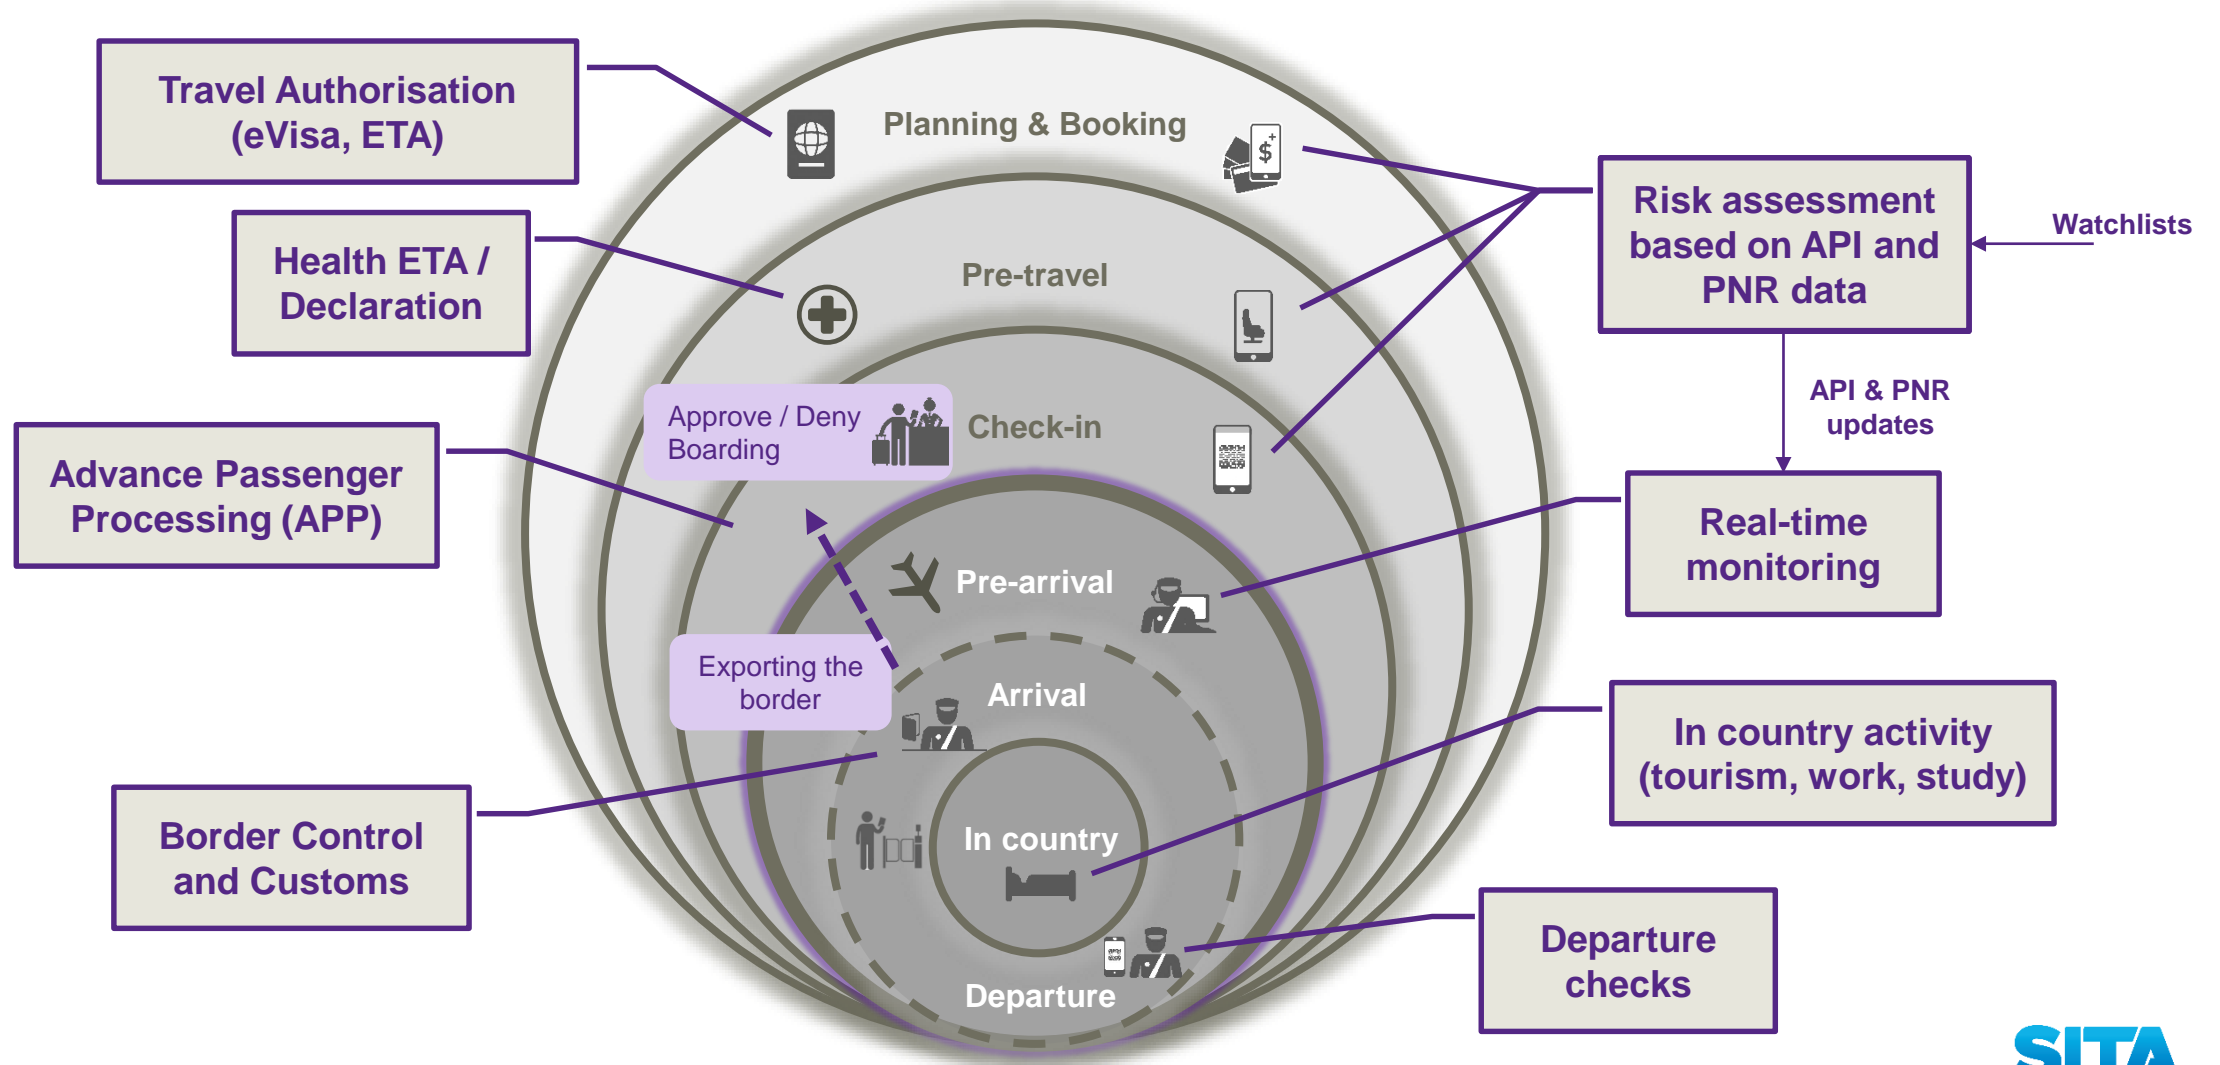 Travel Authorisation
(eVisa, ETA)
Planning & Booking
Risk assessment
based on API and
PNR data
Watchlists
Health ETA /
Declaration
Pre-travel
API & PNR
updates
Approve / Deny
Boarding
Check-in
Advance Passenger
Processing (APP)
Real-time
monitoring
Pre-arrival
Exporting the
border
Arrival
In country activity
(tourism, work, study)
Border Control
and Customs
In country
Departure
checks
Departure
SITA